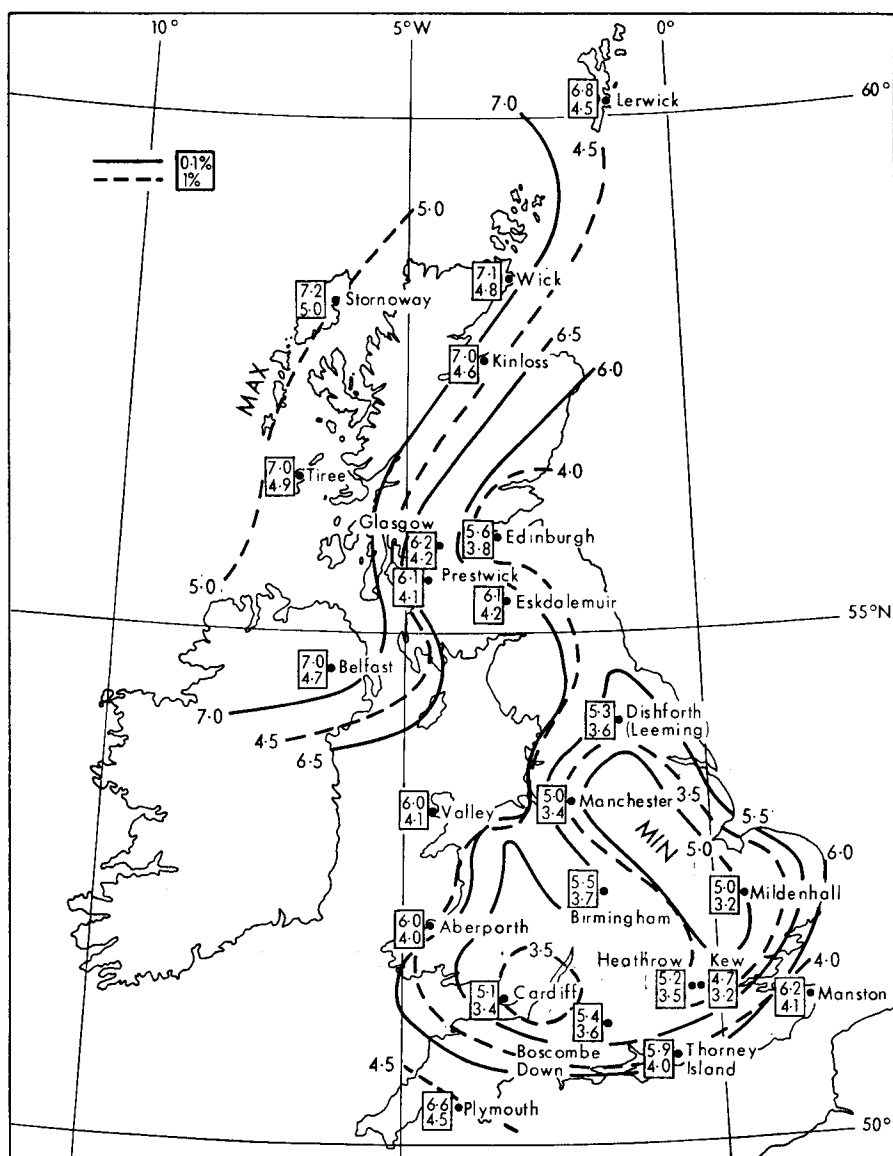 10°
5°W
0°
6·8
4·5
Lerwick
60°
7·0
4·5
0·1%
1%
5·0
7·1
4·8
Wick
7·2
5·0
Stornoway
6·5
7·0
4·6
Kinloss
6·0
MAX
7·0
4·9
Tiree
4·0
Glasgow
6·2
4·2
5·6
3·8
Edinburgh
6·1
4·1
Prestwick
5·0
6·1
4·2
Eskdalemuir
55°N
7·0
4·7
Belfast
7·0
4·5
6·5
5·3
3·6
Dishforth
(Leeming)
6·0
4·1
Valley
5·0
3·4
Manchester
3·5
5·5
MIN
5·0
6·0
5·5
3·7
Birmingham
5·0
3·2
Mildenhall
6·0
4·0
Aberporth
3·5
Heathrow
Kew
4·0
5·2
3·5
4·7
3·2
6·2
4·1
Manston
5·1
3·4
Cardiff
5·4
3·6
Boscombe
Down
5·9
4·0
Thorney
Island
4·5
6·6
4·5
Plymouth
50°